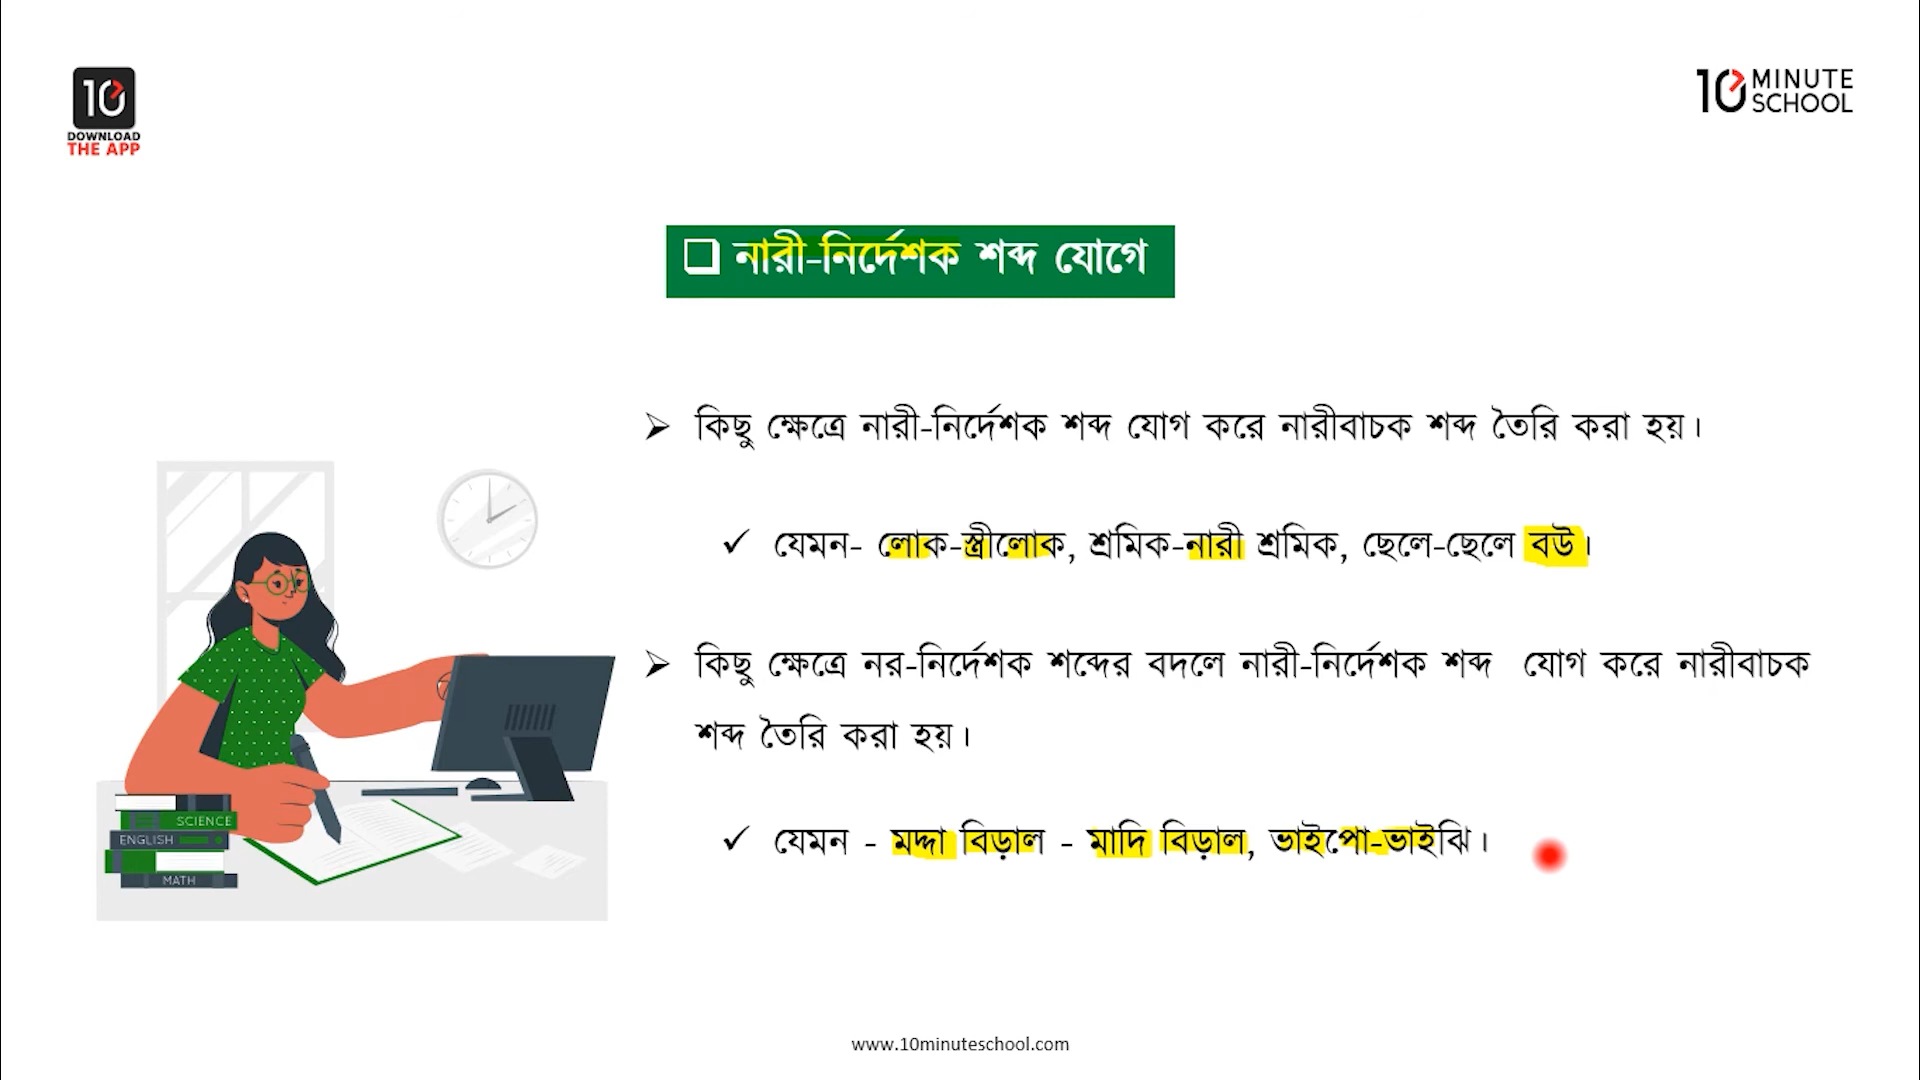 10
DOWNLOAD
THE APP
10 MINUTE
SCHOOL
নারী-নির্দেশক শব্দ যোগে
➢ কিছু ক্ষেত্রে নারী-নির্দেশক শব্দ যোগ করে নারীবাচক শব্দ তৈরি করা হয়।
✓ যেমন- লোক-স্ত্রীলোক, শ্রমিক-নারী শ্রমিক, ছেলে-ছেলে বউ।
➢ কিছু ক্ষেত্রে নর-নির্দেশক শব্দের বদলে নারী-নির্দেশক শব্দ যোগ করে নারীবাচক
শব্দ তৈরি করা হয়।
✓ যেমন - মদ্দা বিড়াল - মাদি বিড়াল, ভাইপো-ভাইঝি।
SCIENCE
ENGLISH
MATH
www.10minuteschool.com